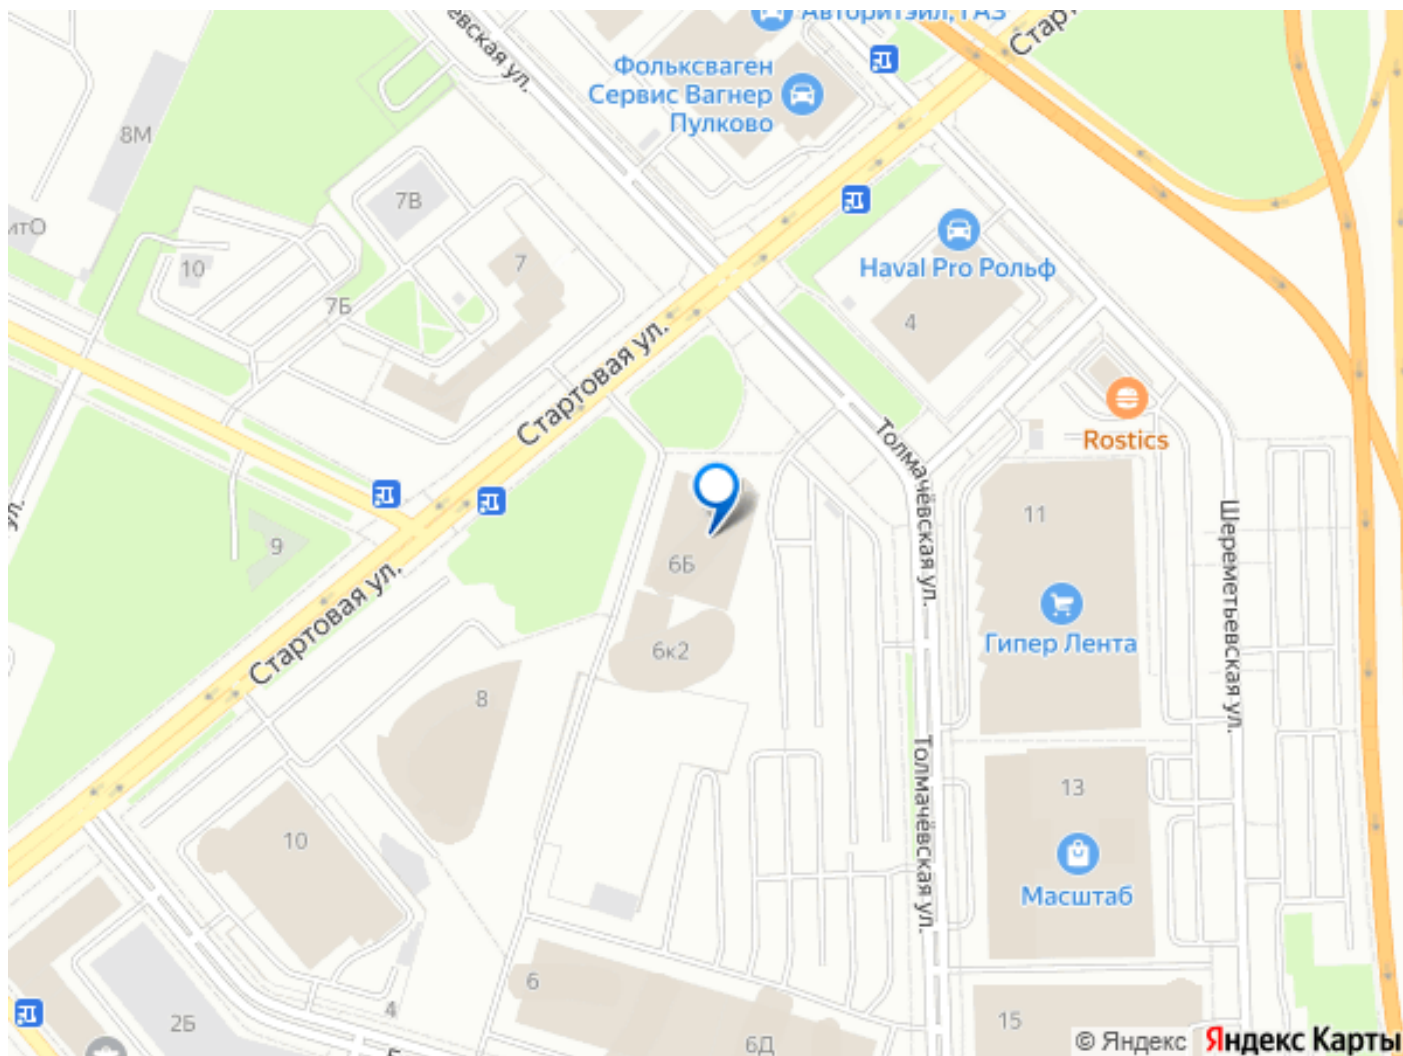 Авторитэйл, ГАЗ
Стартовая
Фольксваген
Сервис Вагнер
Пулково
8М
7В
10
7
7Б
Haval Pro Рольф
4
Стартовая ул.
Rostics
Толмачёвская ул.
11
Шереметьевская ул.
9
6Б
Гипер Лента
Стартовая ул.
6к2
8
Толмачёвская ул.
13
10
Масштаб
6
4
2Б
15
6Д
© Яндекс Яндекс Карты